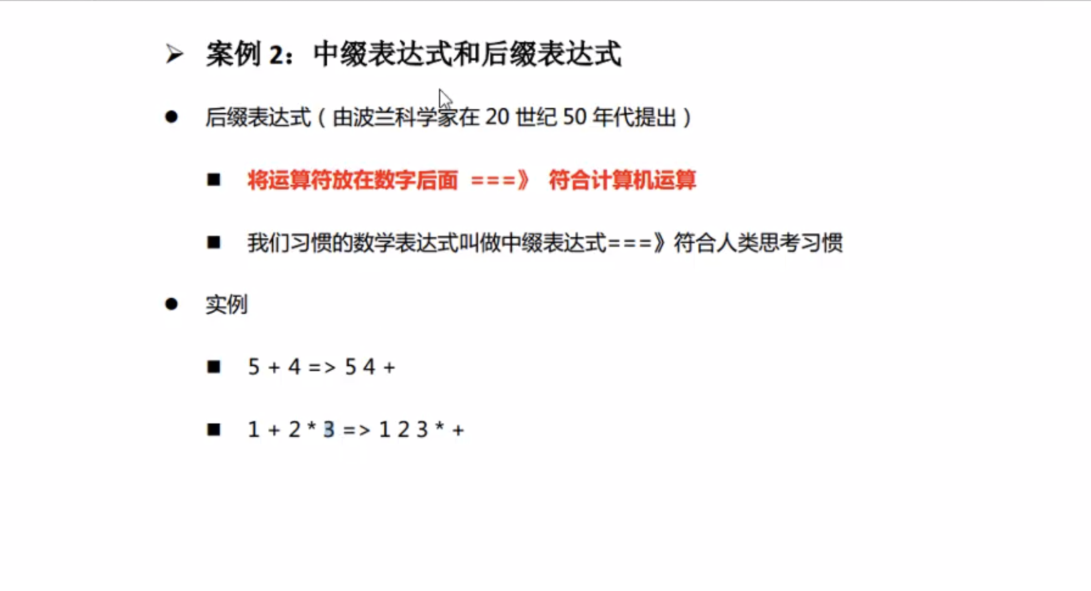 案例 2：中缀表达式和后缀表达式
后缀表达式（由波兰科学家在 20 世纪 50 年代提出）
将运算符放在数字后面 ===》 符合计算机运算
我们习惯的数学表达式叫做中缀表达式===》符合人类思考习惯
实例
5 + 4 => 5 4 +
1 + 2 * 3 => 1 2 3 * +